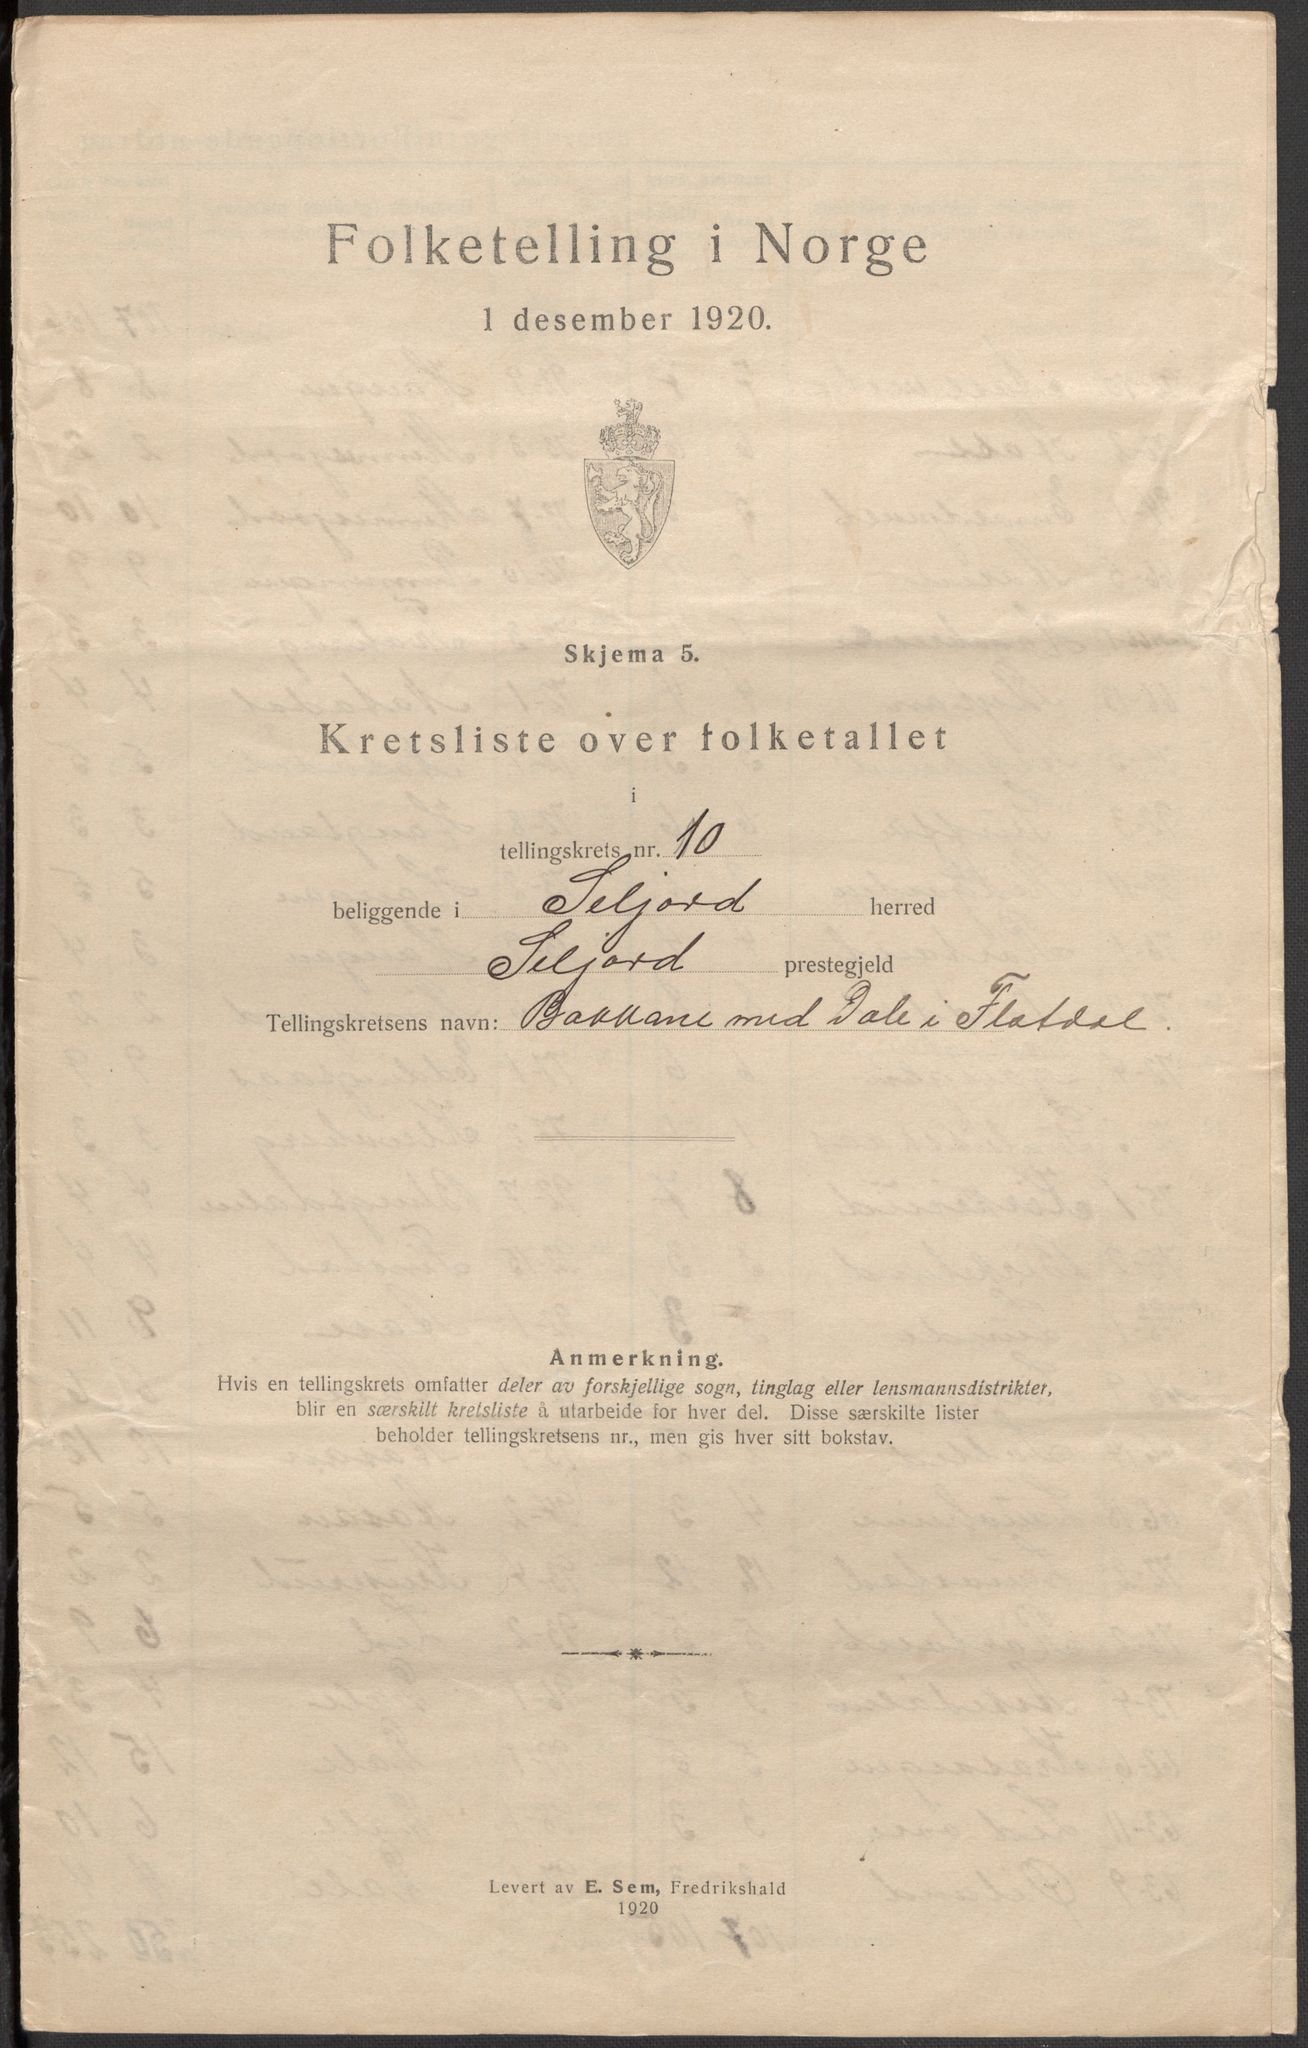 Folketelling i Norge
1 desember 1920.
Skjema 5.
Kretsliste over folketallet
i
tellingskrets nr. 10
beliggende i Seljord herred
Seljord prestegjeld
Tellingskretsens navn: Bakkane med Dale i Flatdal.
Anmerkning.
Hvis en tellingskrets omfatter deler av forskjellige sogn, tinglag eller lensmannsdistrikter,
blir en særskilt kretsliste å utarbeide for hver del. Disse særskilte lister
beholder tellingskretsens nr., men gis hver sitt bokstav.
Levert av E. Sem, Fredrikshald
1920